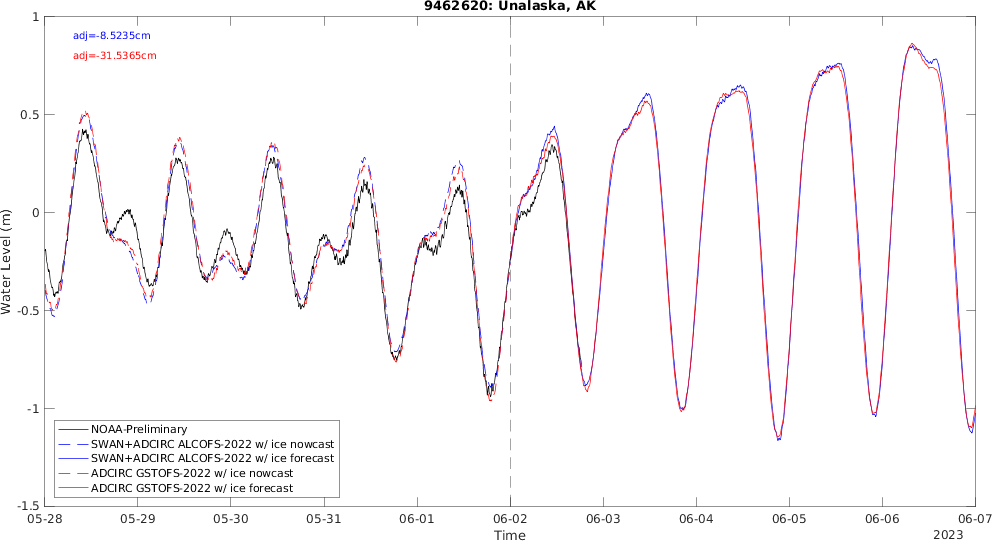 9462620: Unalaska, AK
adj=-8.5235cm
adj=-31.5365cm
1
0.5
0
-0.5
-1
-1.5
Water Level (m)
NOAA-Preliminary
SWAN+ADCIRC ALCOFS-2022 w/ ice nowcast
SWAN+ADCIRC ALCOFS-2022 w/ ice forecast
ADCIRC GSTOFS-2022 w/ ice nowcast
ADCIRC GSTOFS-2022 w/ ice forecast
05-28 05-29 05-30 05-31 06-01 06-02 06-03 06-04 06-05 06-06 06-07
Time
2023